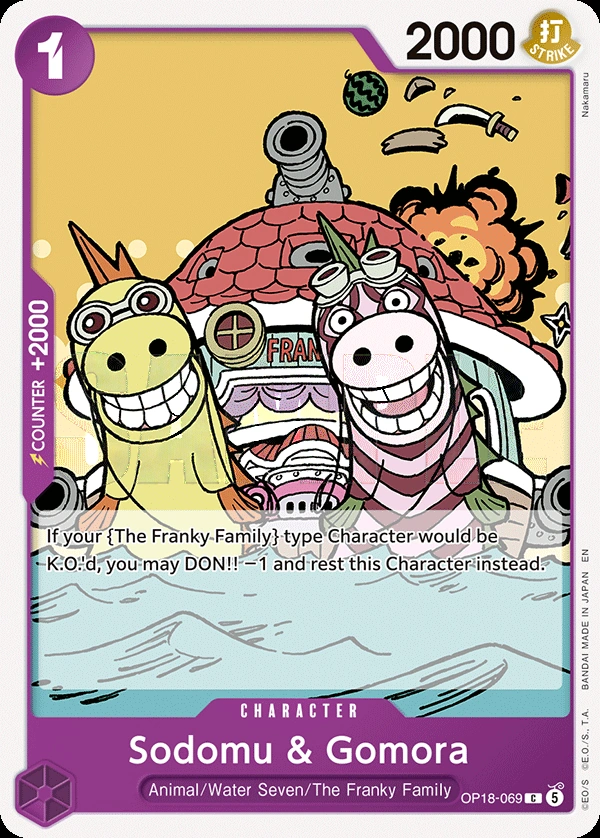 1
2000
打
STRIKE
Nakamaru
COUNTER +2000
FRAN
If your {The Franky Family} type Character would be
K.O.'d, you may DON!! −1 and rest this Character instead.
CHARACTER
Sodomu & Gomora
Animal/Water Seven/The Franky Family
OP18-069 C 5
©E.O./S ©E.O./S., T.A. BANDAI MADE IN JAPAN EN